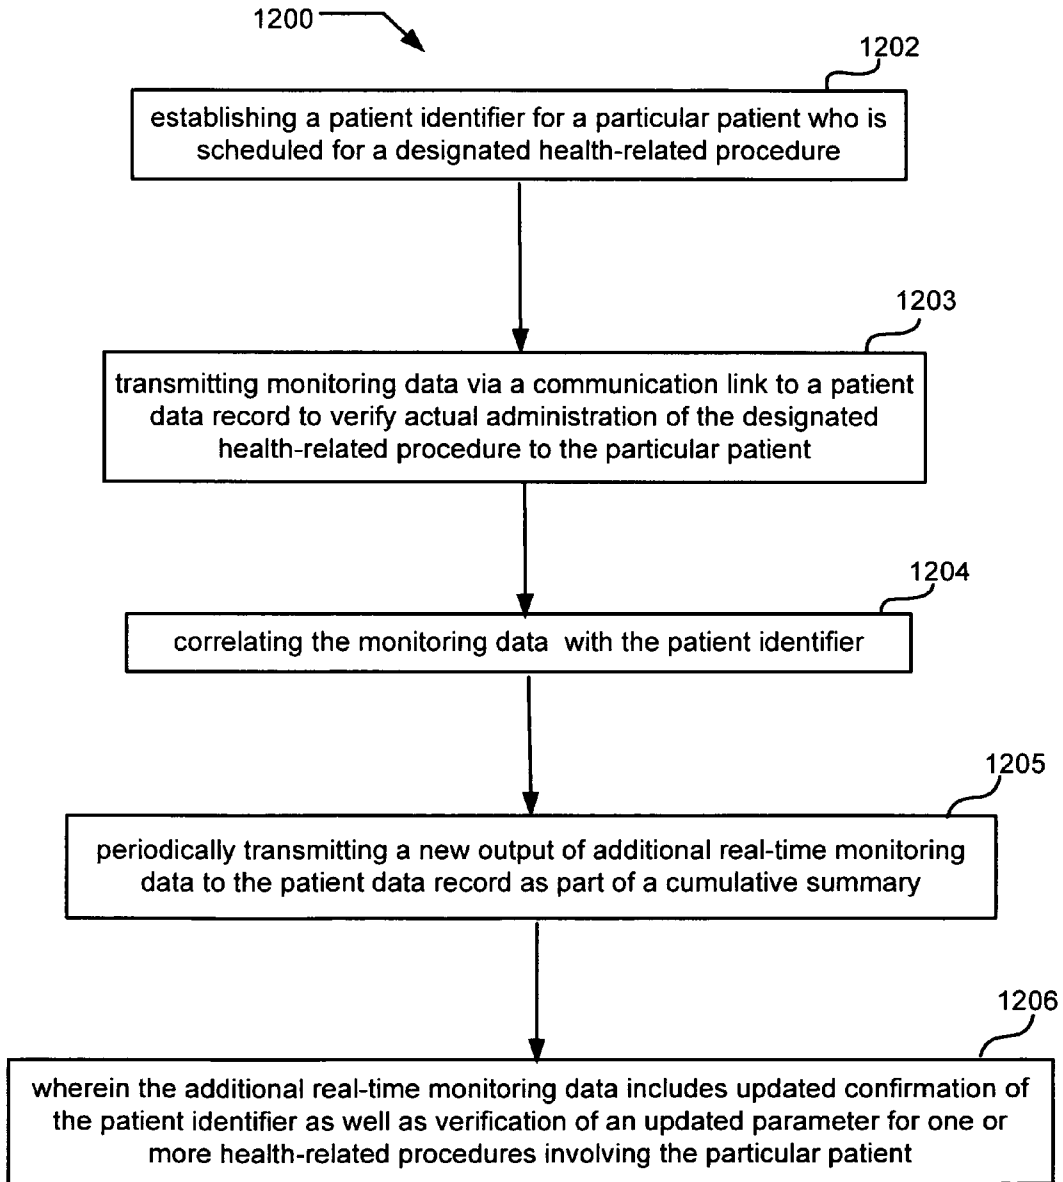 1200
1202
establishing a patient identifier for a particular patient who is
scheduled for a designated health-related procedure
1203
transmitting monitoring data via a communication link to a patient
data record to verify actual administration of the designated
health-related procedure to the particular patient
1204
correlating the monitoring data with the patient identifier
1205
periodically transmitting a new output of additional real-time monitoring
data to the patient data record as part of a cumulative summary
1206
wherein the additional real-time monitoring data includes updated confirmation of
the patient identifier as well as verification of an updated parameter for one or
more health-related procedures involving the particular patient